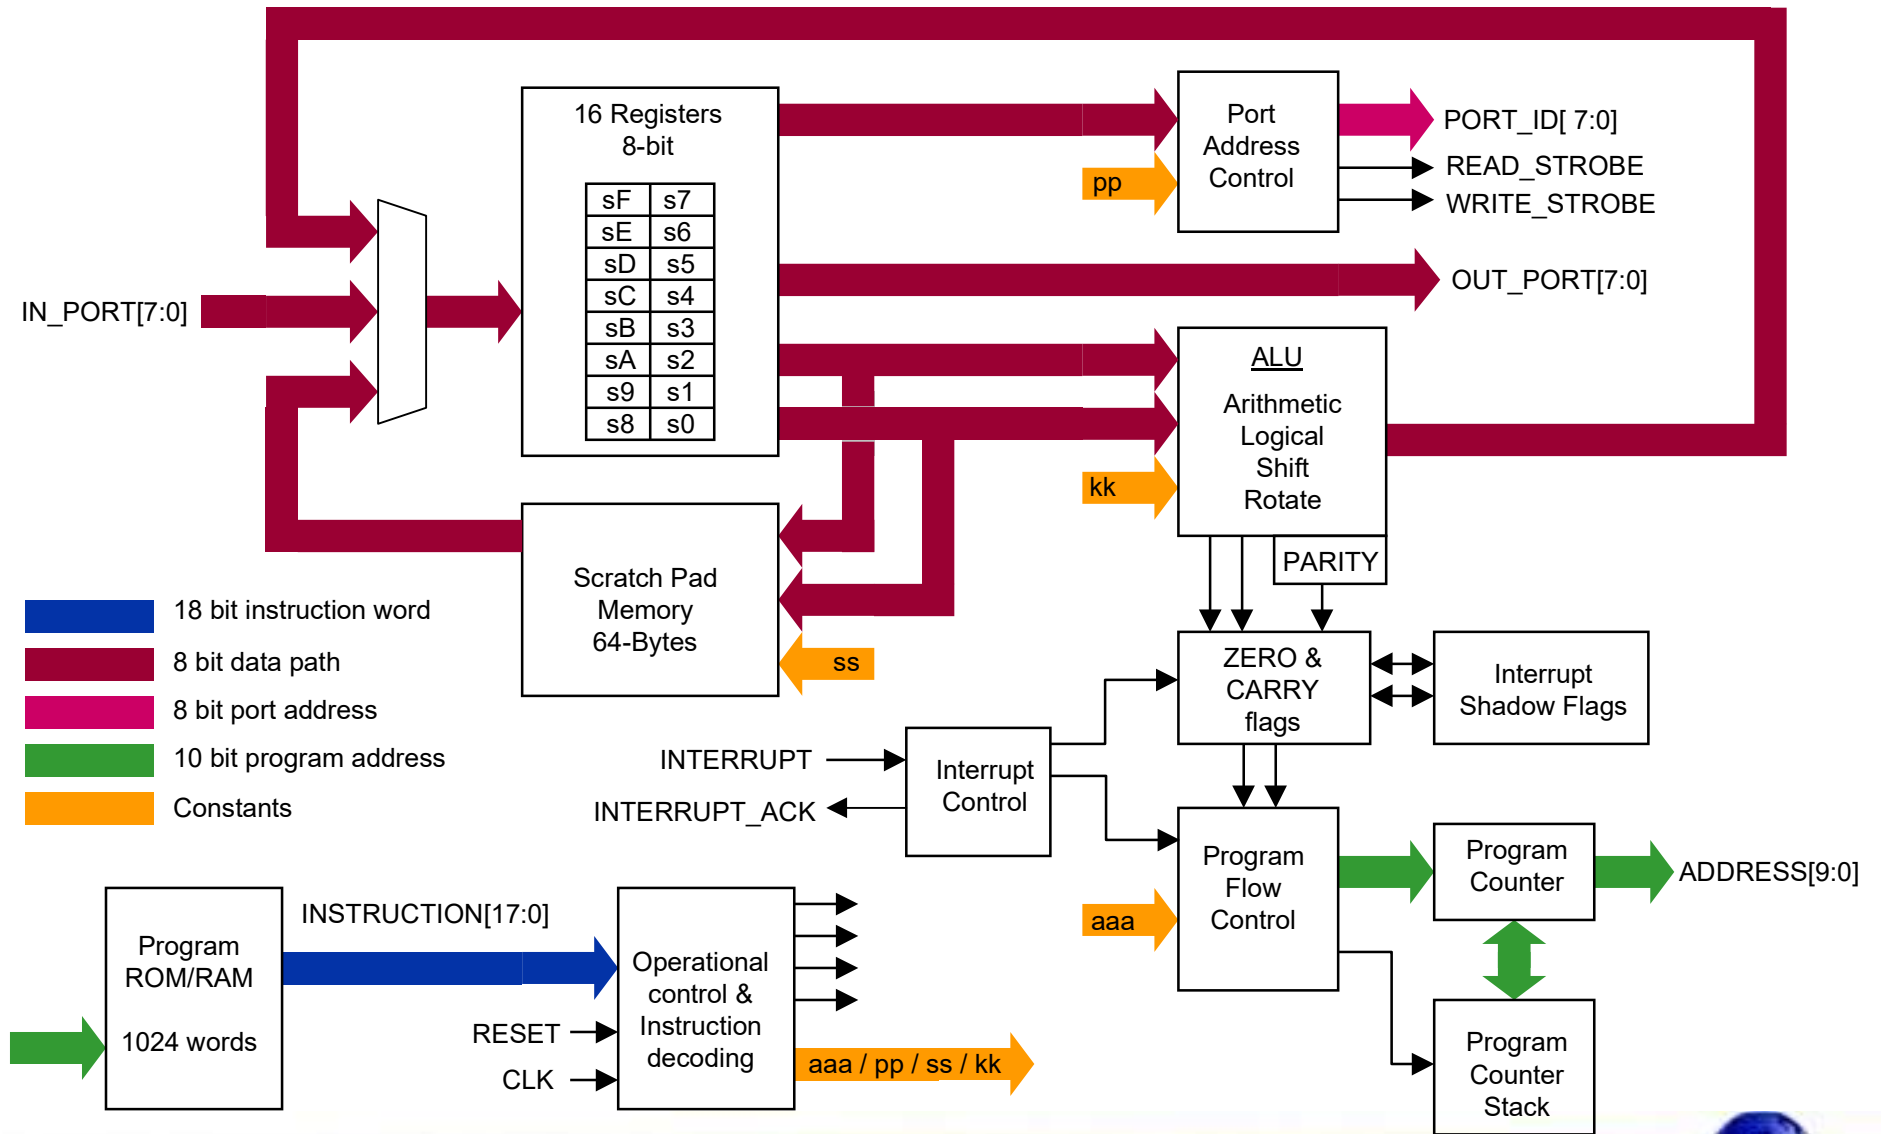 16 Registers
8-bit
sF s7
sE s6
sD s5
sC s4
sB s3
sA s2
s9 s1
s8 s0
IN_PORT[7:0]
Port
Address
Control
pp
PORT_ID[ 7:0]
READ_STROBE
WRITE_STROBE
OUT_PORT[7:0]
ALU
Arithmetic
Logical
Shift
Rotate
kk
PARITY
Scratch Pad
Memory
64-Bytes
ss
18 bit instruction word
8 bit data path
8 bit port address
10 bit program address
Constants
ZERO &
CARRY
flags
Interrupt
Shadow Flags
INTERRUPT
INTERRUPT_ACK
Interrupt
Control
Program
Flow
Control
aaa
Program
Counter
ADDRESS[9:0]
Program
Counter
Stack
Program
ROM/RAM
1024 words
INSTRUCTION[17:0]
RESET
CLK
Operational
control &
Instruction
decoding
aaa / pp / ss / kk